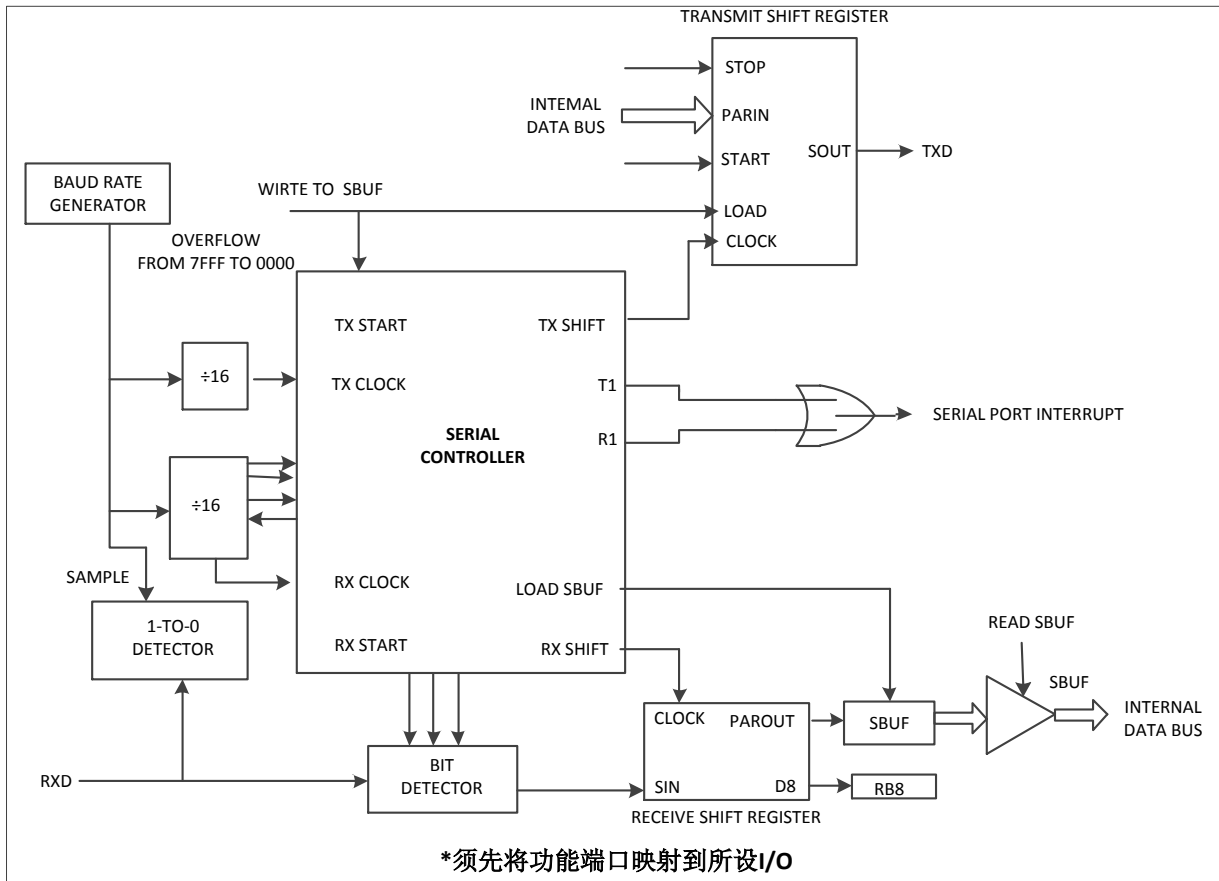 TRANSMIT SHIFT REGISTER
STOP
INTEMAL
DATA BUS
PARIN
START
SOUT
TXD
BAUD RATE
GENERATOR
WIRTE TO SBUF
LOAD
CLOCK
OVERFLOW
FROM 7FFF TO 0000
TX START
TX SHIFT
÷16
TX CLOCK
T1
SERIAL PORT INTERRUPT
R1
SERIAL
CONTROLLER
÷16
SAMPLE
RX CLOCK
LOAD SBUF
1-TO-0
DETECTOR
RX START
RX SHIFT
READ SBUF
SBUF
CLOCK
PAROUT
SBUF
INTERNAL
DATA BUS
RXD
BIT
DETECTOR
SIN
D8
RB8
RECEIVE SHIFT REGISTER
*须先将功能端口映射到所设I/O